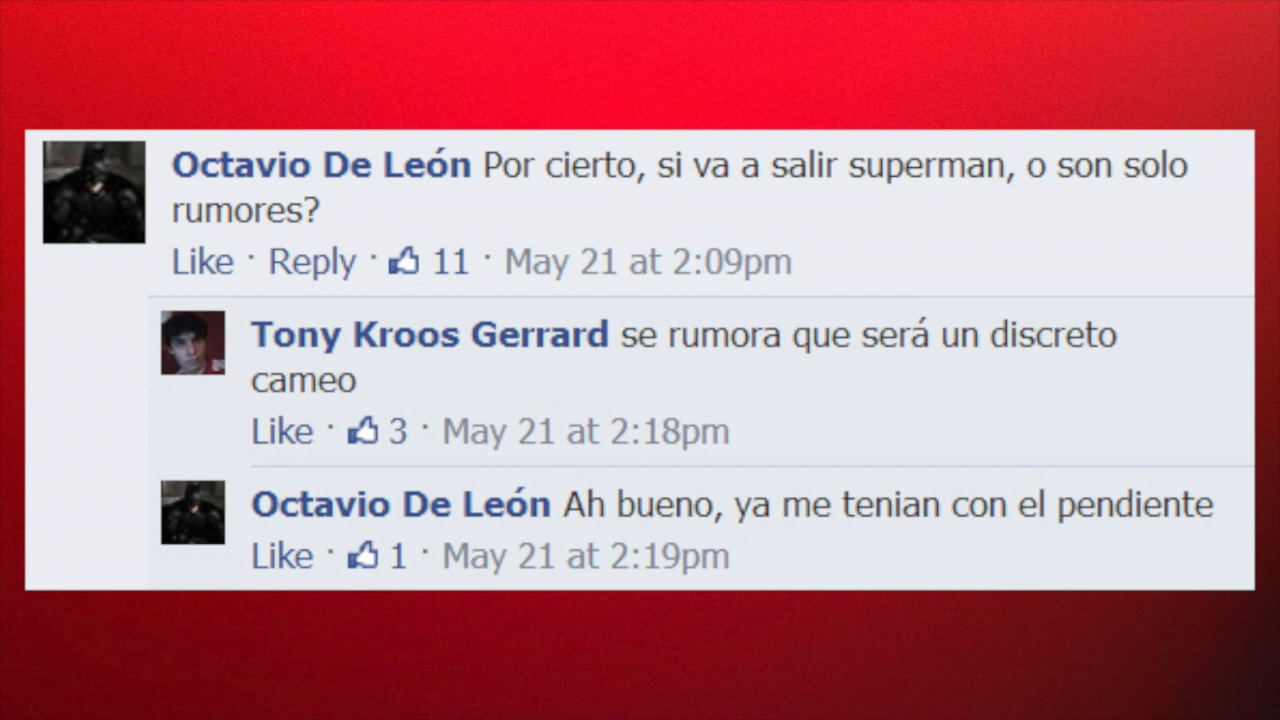 Octavio De León Por cierto, si va a salir superman, o son solo
rumores?
Like · Reply · 11 · May 21 at 2:09pm
Tony Kroos Gerrard se rumora que será un discreto
cameo
Like · 3 · May 21 at 2:18pm
Octavio De León Ah bueno, ya me tenian con el pendiente
Like · 1 · May 21 at 2:19pm